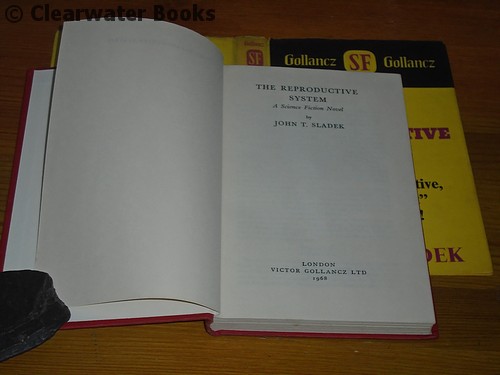 © Clearwater Books
Gollancz SF Gollancz
SF
THE REPRODUCTIVE
SYSTEM
A Science Fiction Novel
by
JOHN T. SLADEK
LONDON
VICTOR GOLLANCZ LTD
1968
TIVE
tive,
”
!
DEK